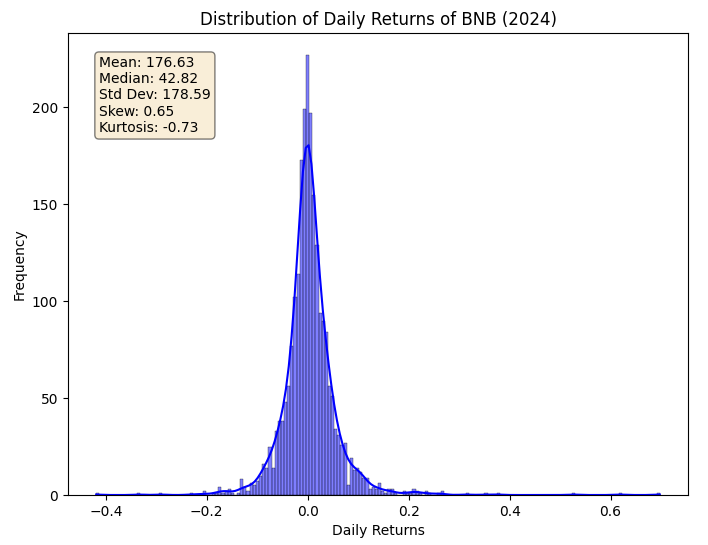 Distribution of Daily Returns of BNB (2024)
Mean: 176.63
Median: 42.82
Std Dev: 178.59
Skew: 0.65
Kurtosis: -0.73
200
150
100
50
0
Frequency
−0.4 −0.2 0.0 0.2 0.4 0.6
Daily Returns